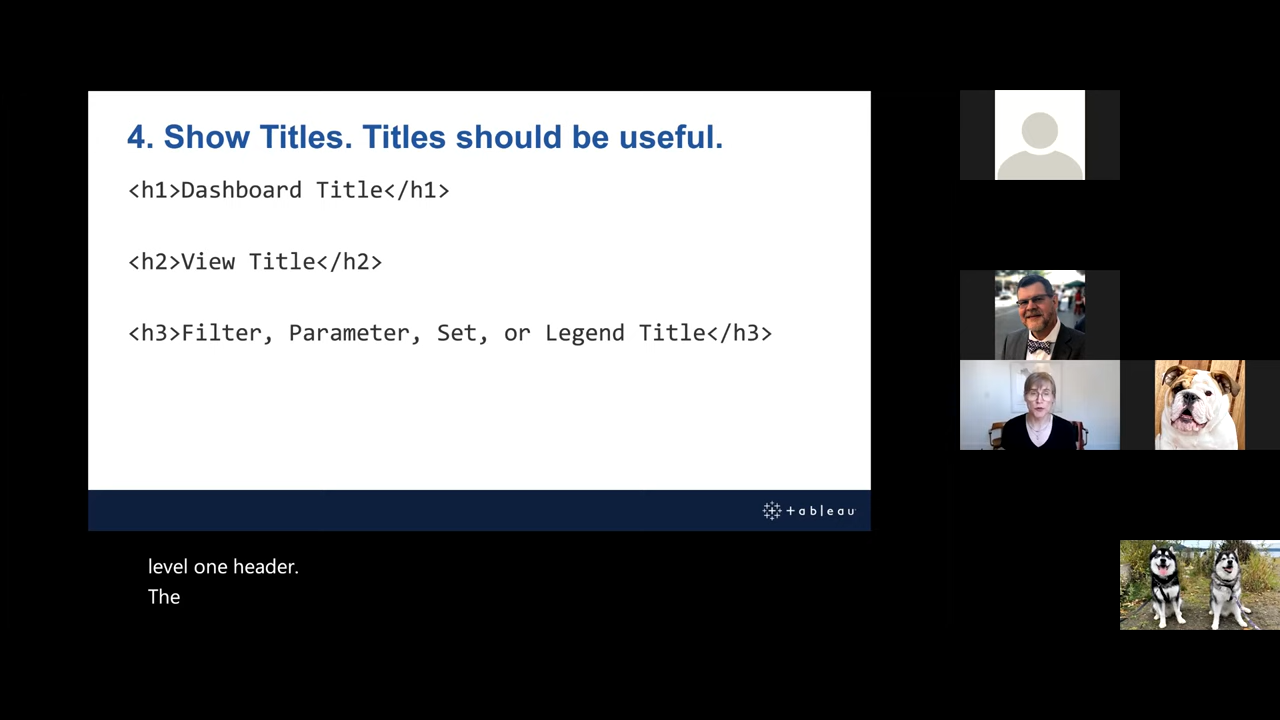 4. Show Titles. Titles should be useful.
<h1>Dashboard Title</h1>
<h2>View Title</h2>
<h3>Filter, Parameter, Set, or Legend Title</h3>
+ableau
level one header.
The